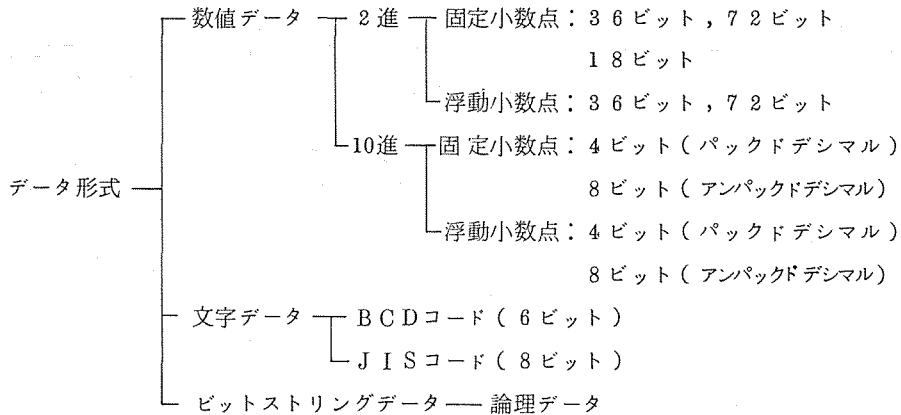 数値データ 2進 固定小数点：36ビット，72ビット
18ビット
浮動小数点：36ビット，72ビット
10進 固定小数点：4ビット（パックドデシマル）
データ形式 8ビット（アンパックドデシマル）
浮動小数点：4ビット（パックドデシマル）
8ビット（アンパックドデシマル）
文字データ BCDコード（6ビット）
JISコード（8ビット）
ビットストリングデータ 論理データ